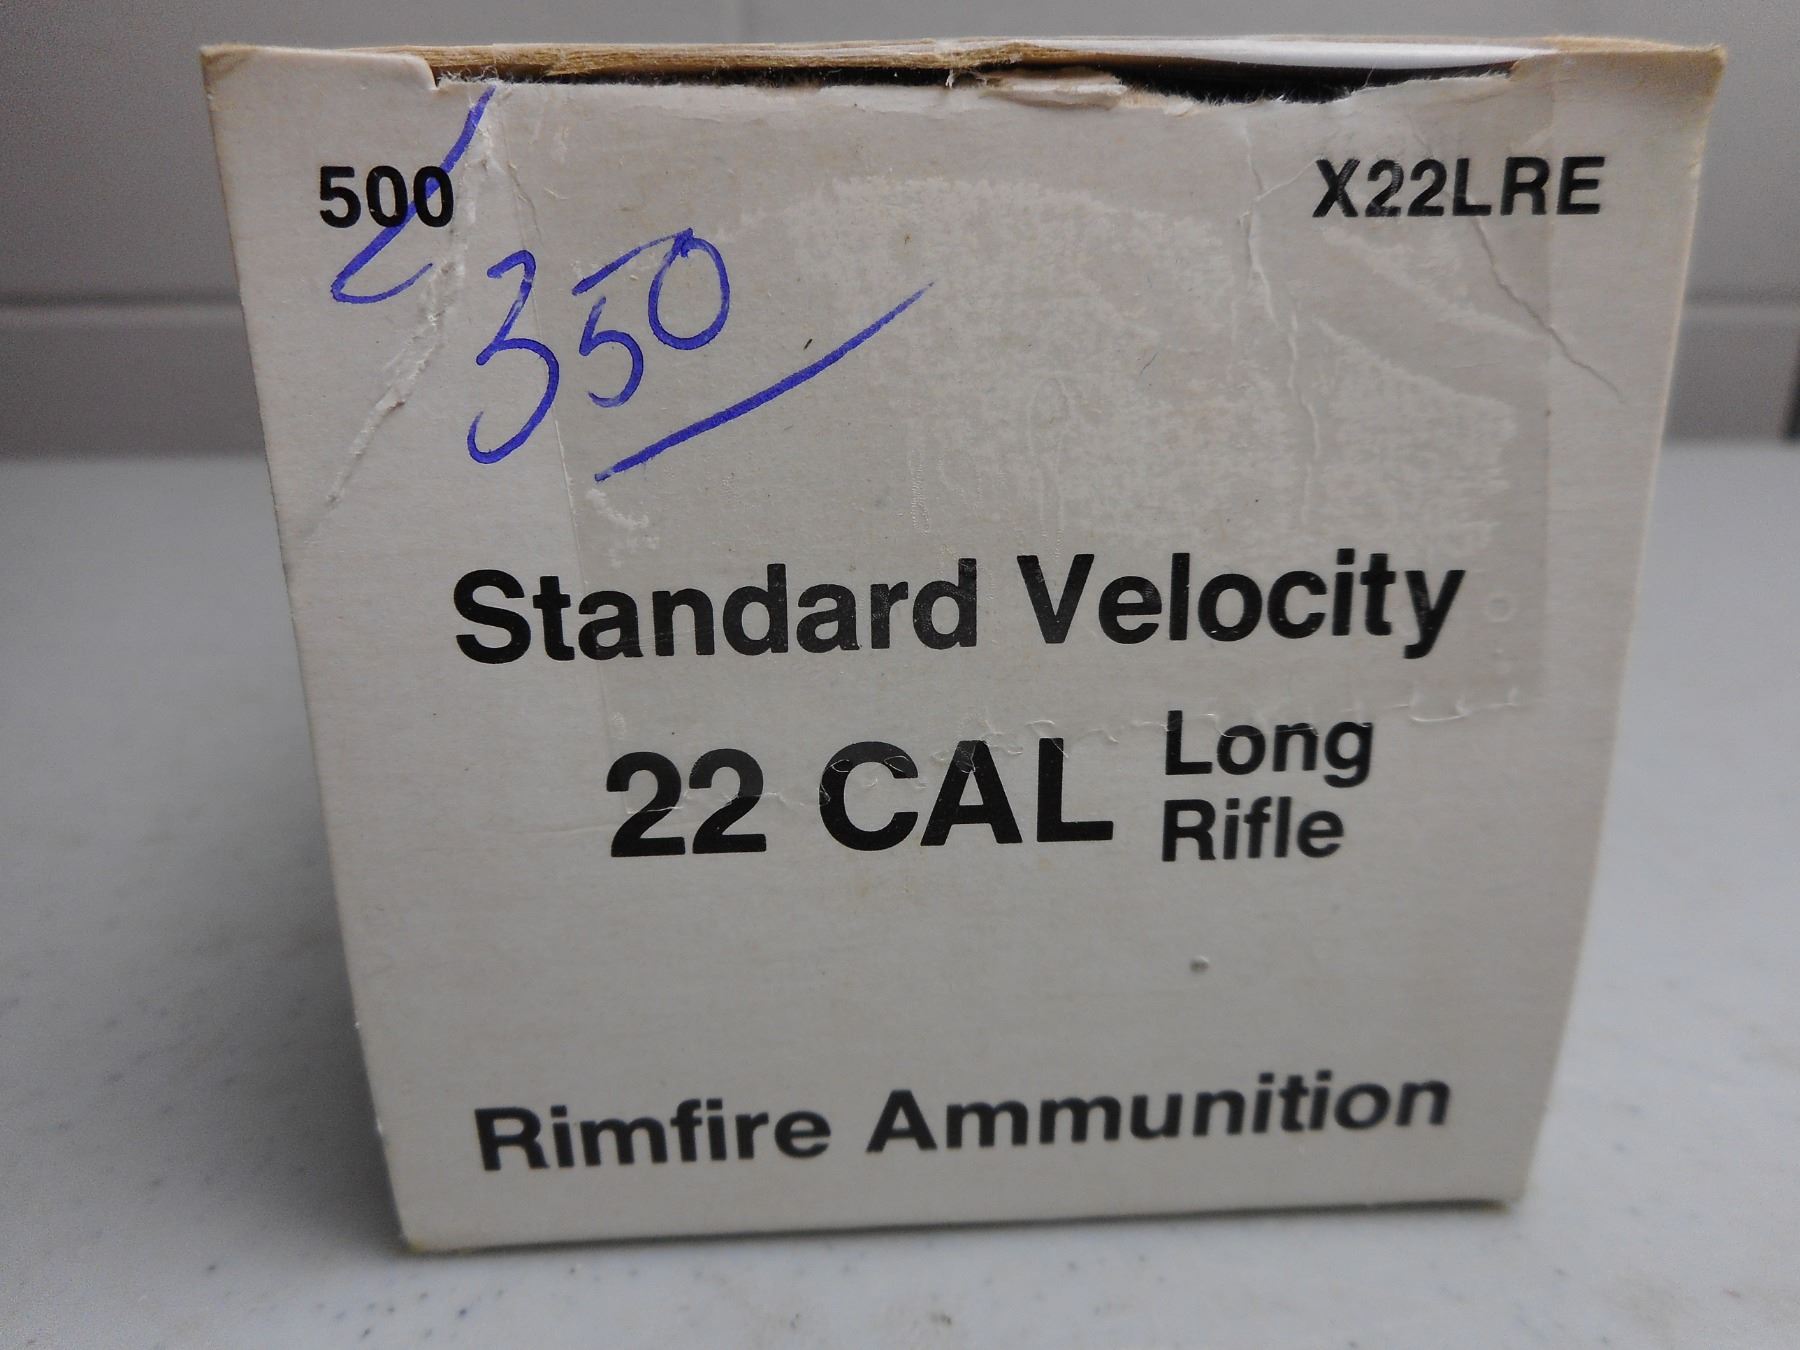 500 X22LRE
350
Standard Velocity
22 CAL Long
Rifle
Rimfire Ammunition